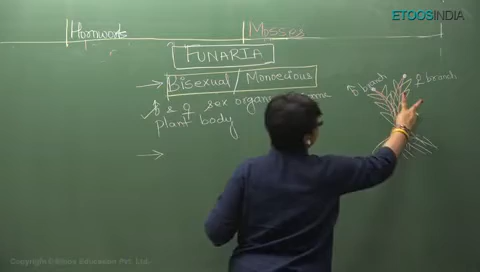 ETOOSINDIA
Hornworts Mosses
FUNARIA
→ Bisexual / Monoecious
♂ & ♀ sex organs
plant body
→
♂ branch ♀ branch
Copyright © Etoos Education Pvt. Ltd.